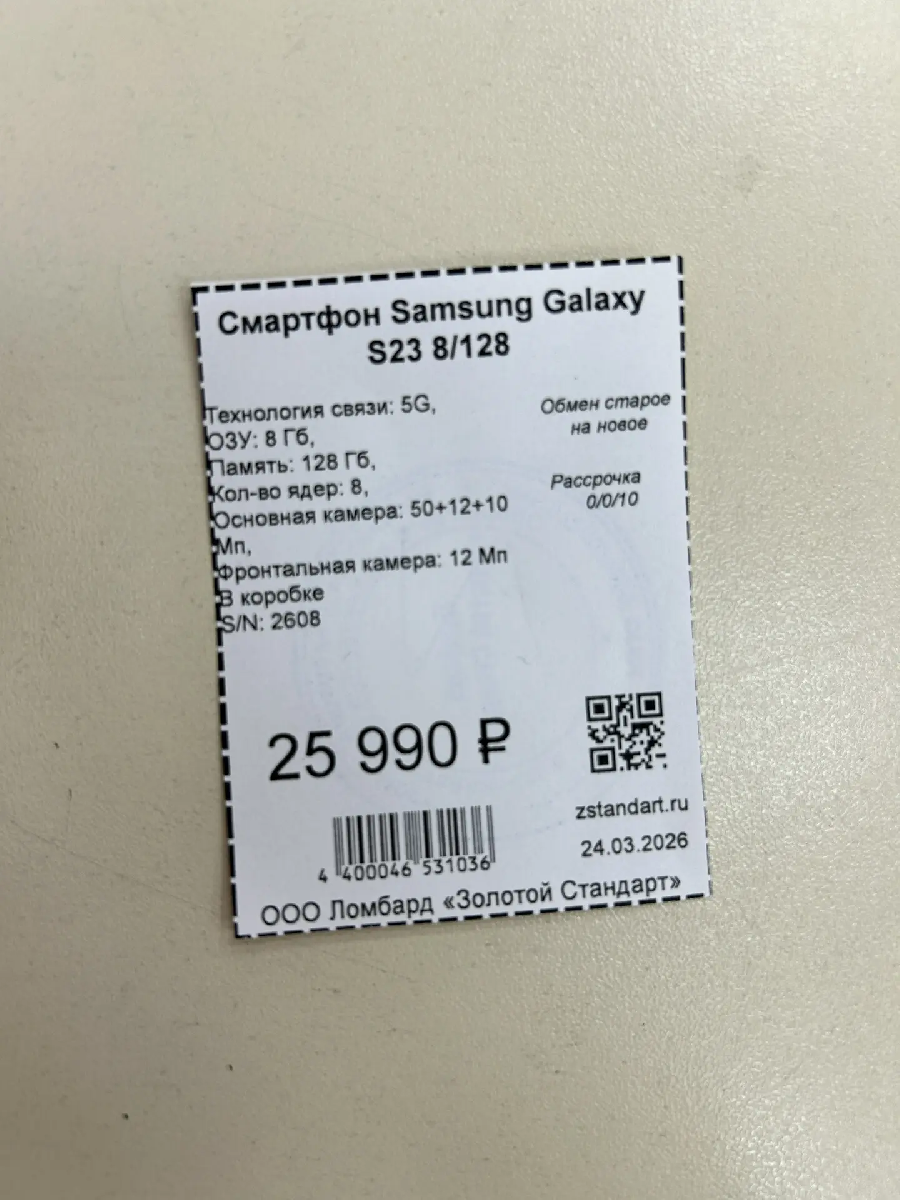 Смартфон Samsung Galaxy
S23 8/128
Технология связи: 5G,
ОЗУ: 8 Гб,
Память: 128 Гб,
Кол-во ядер: 8,
Основная камера: 50+12+10
Мп,
Фронтальная камера: 12 Мп
В коробке
S/N: 2608
Обмен старое
на новое
Рассрочка
0/0/10
25 990 ₽
4 400046 531036
zstandart.ru
24.03.2026
ООО Ломбард «Золотой Стандарт»